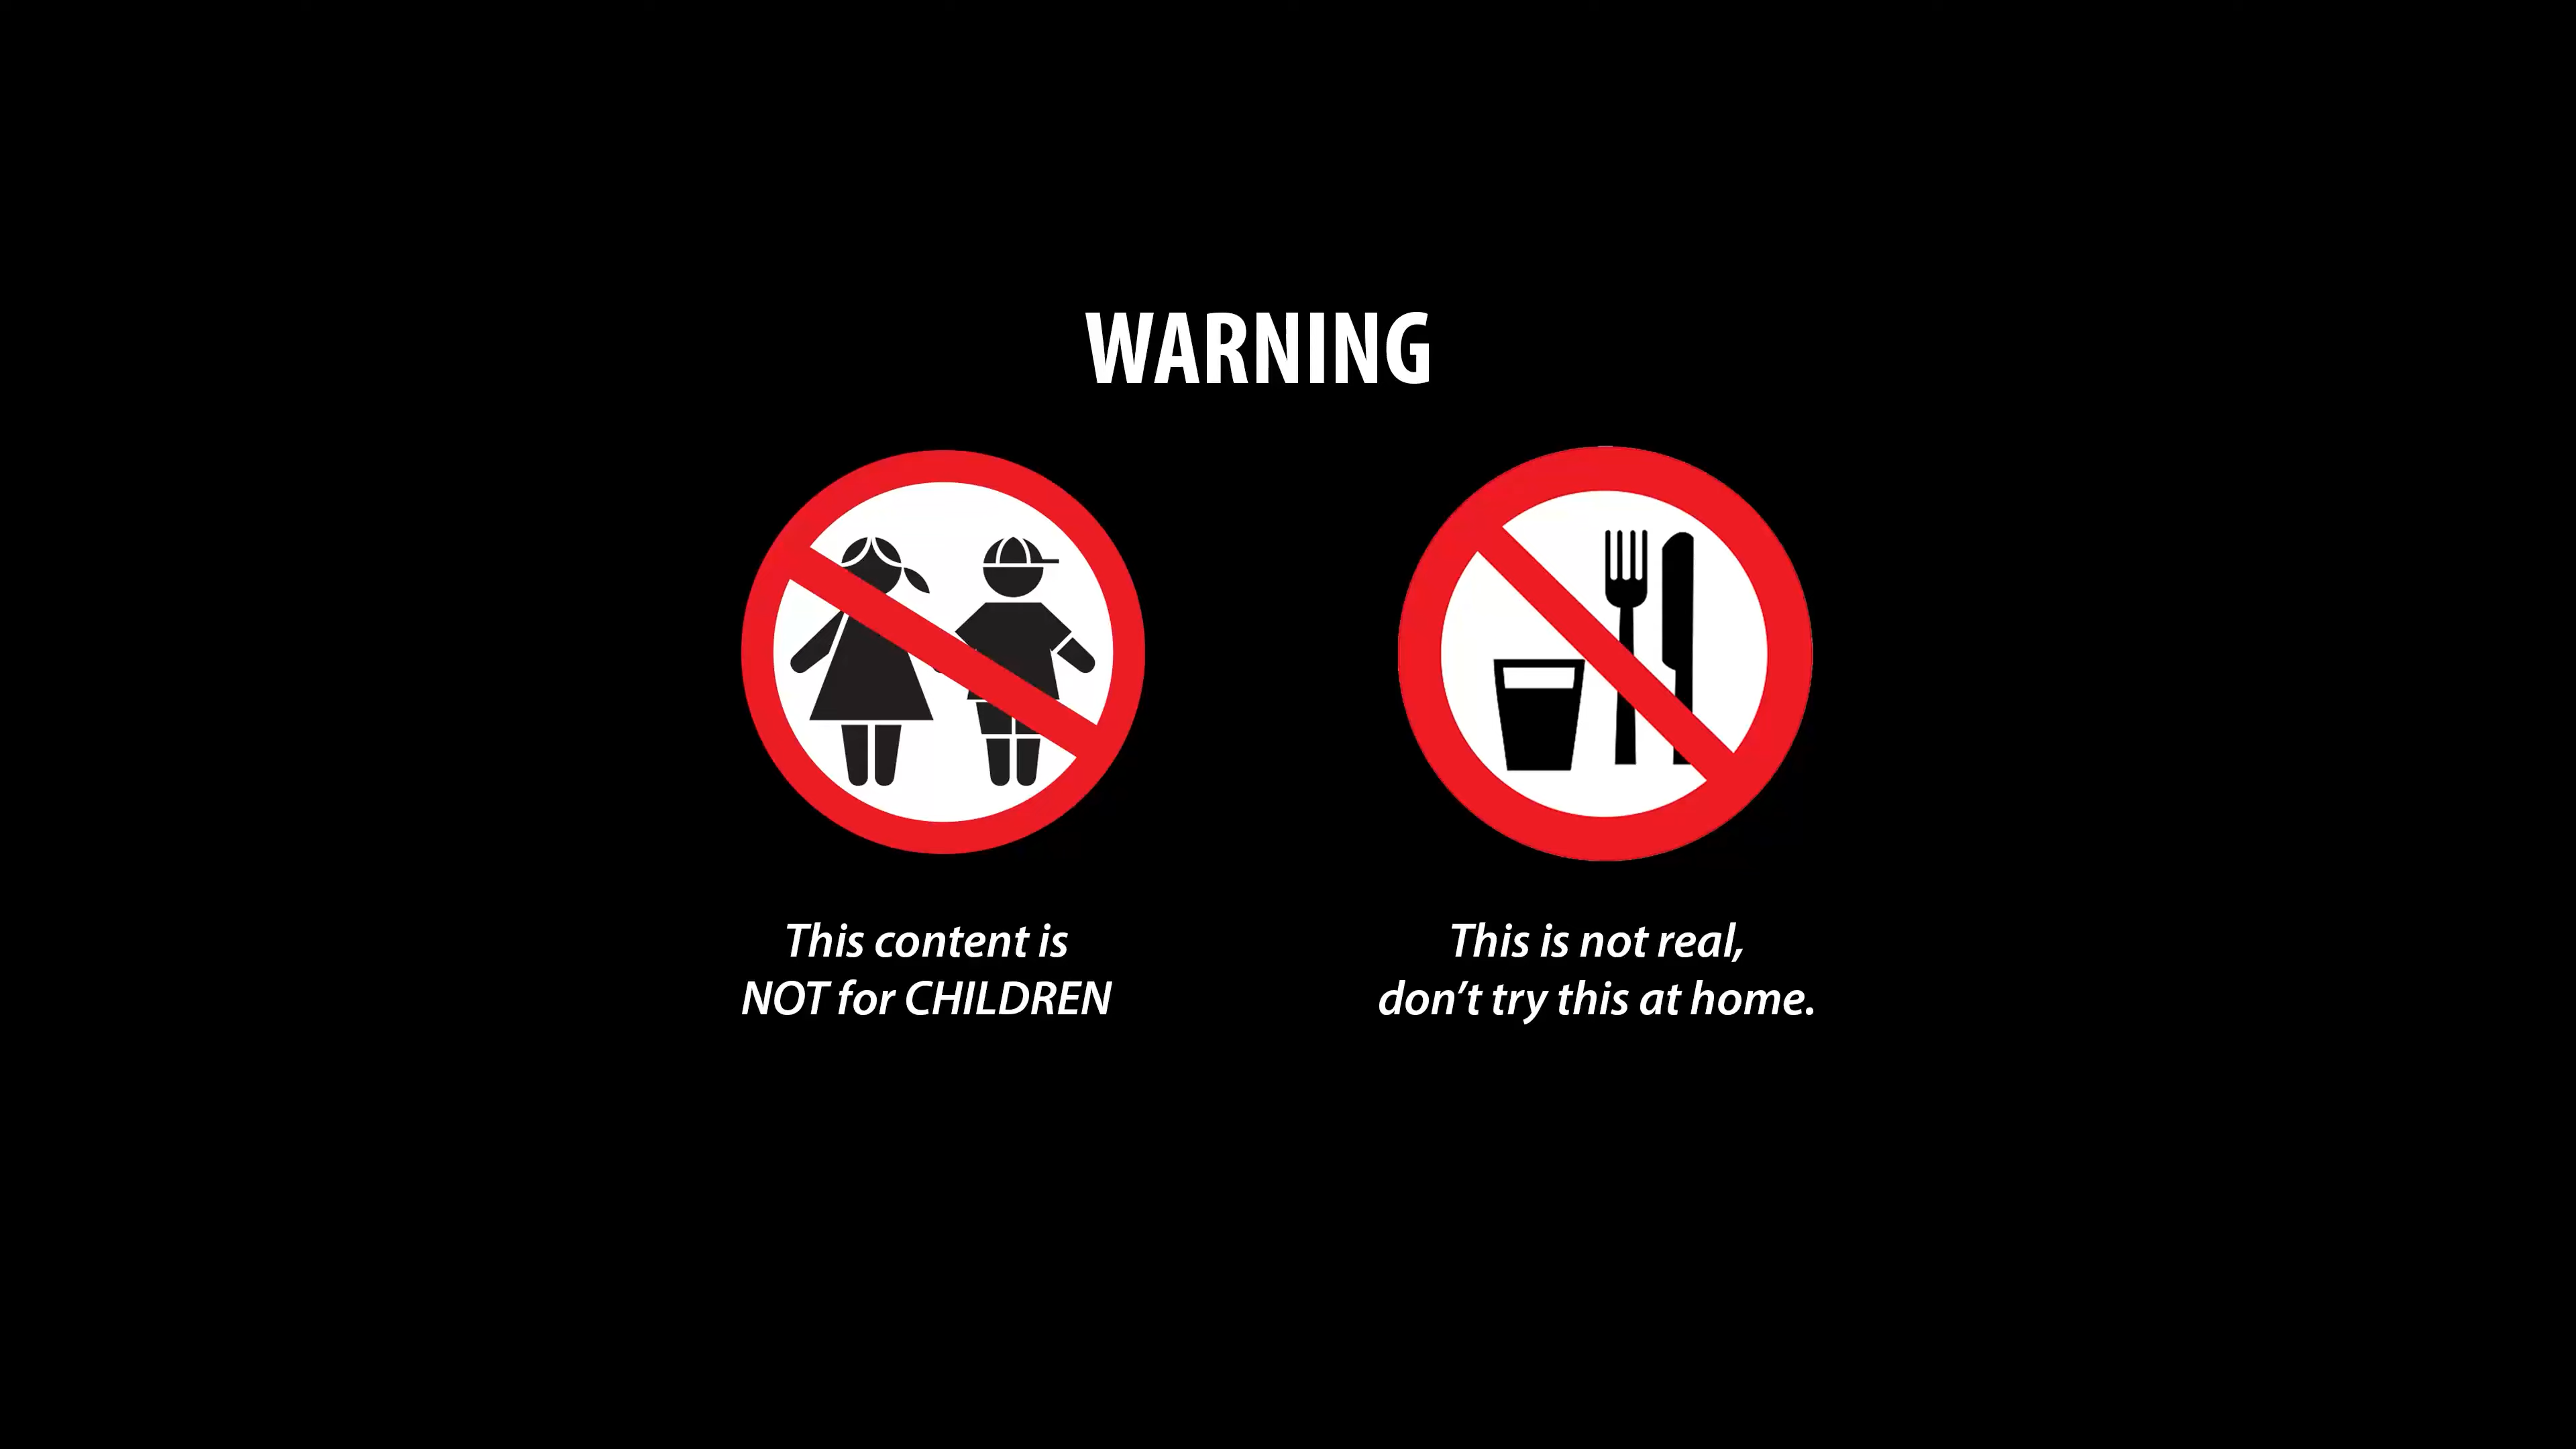 WARNING
This content is
NOT for CHILDREN
This is not real,
don’t try this at home.